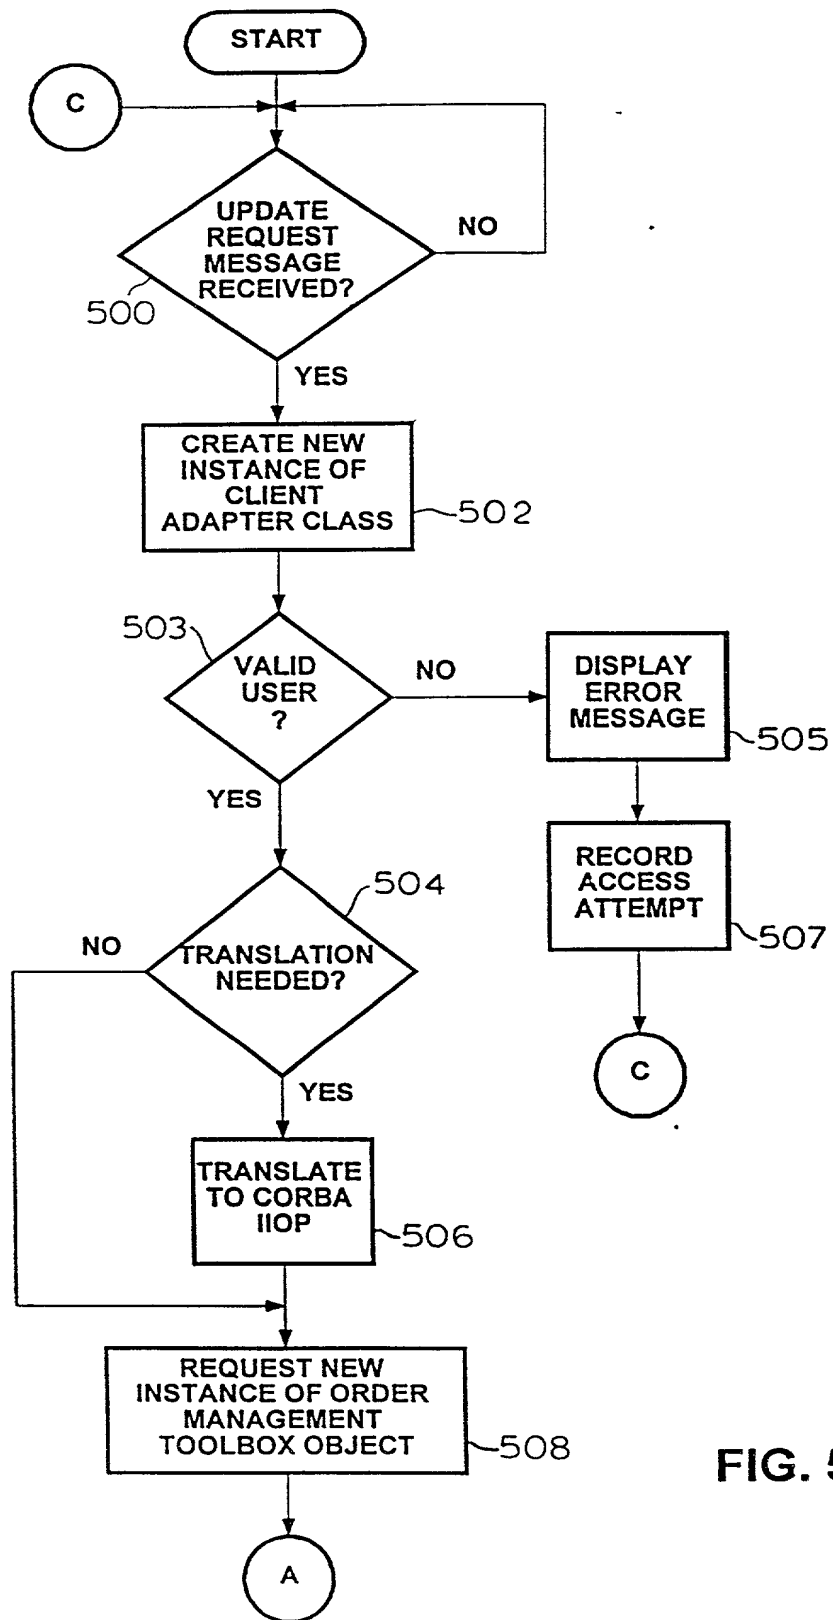 START
C
UPDATE
REQUEST
MESSAGE
RECEIVED?
NO
500
YES
CREATE NEW
INSTANCE OF
CLIENT
ADAPTER CLASS
502
503
VALID
USER
?
NO
DISPLAY
ERROR
MESSAGE
505
YES
RECORD
ACCESS
ATTEMPT
507
504
NO
TRANSLATION
NEEDED?
C
YES
TRANSLATE
TO CORBA
IIOP
506
REQUEST NEW
INSTANCE OF ORDER
MANAGEMENT
TOOLBOX OBJECT
508
FIG. 5
A